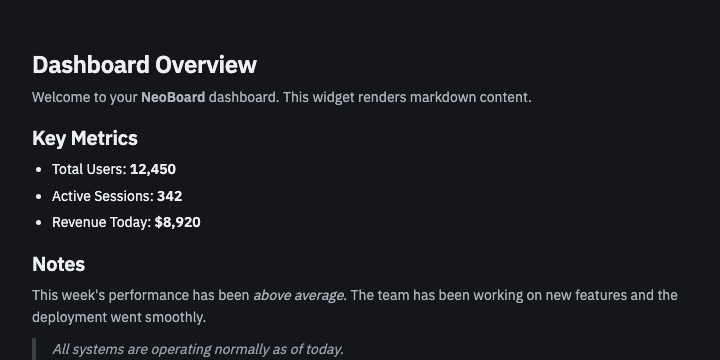 Dashboard Overview
Welcome to your NeoBoard dashboard. This widget renders markdown content.
Key Metrics
• Total Users: 12,450
• Active Sessions: 342
• Revenue Today: $8,920
Notes
This week's performance has been above average. The team has been working on new features and the
deployment went smoothly.
All systems are operating normally as of today.